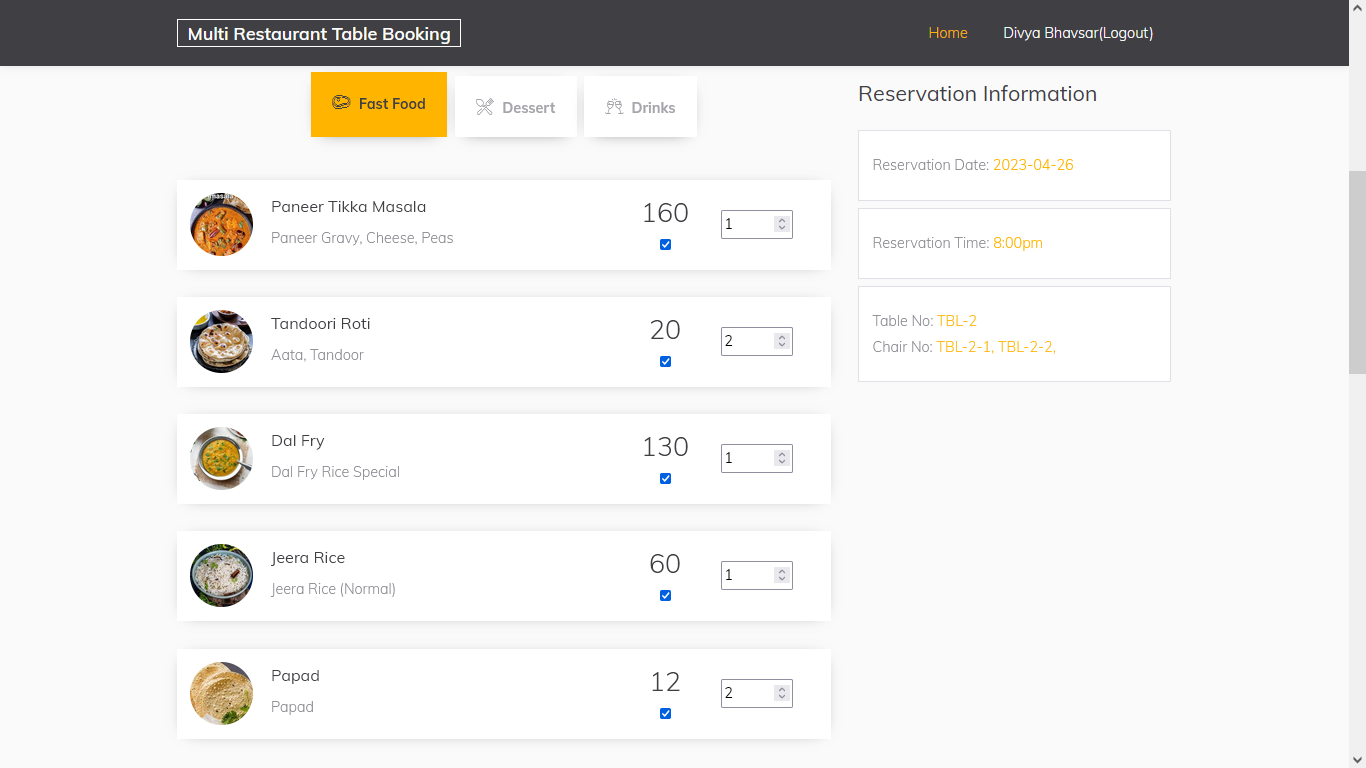 Multi Restaurant Table Booking
Home
Divya Bhavsar(Logout)
Fast Food
Dessert
Drinks
Paneer Tikka Masala
Paneer Gravy, Cheese, Peas
160
1
Tandoori Roti
Aata, Tandoor
20
2
Dal Fry
Dal Fry Rice Special
130
1
Jeera Rice
Jeera Rice (Normal)
60
1
Papad
Papad
12
2
Reservation Information
Reservation Date: 2023-04-26
Reservation Time: 8:00pm
Table No: TBL-2
Chair No: TBL-2-1, TBL-2-2,